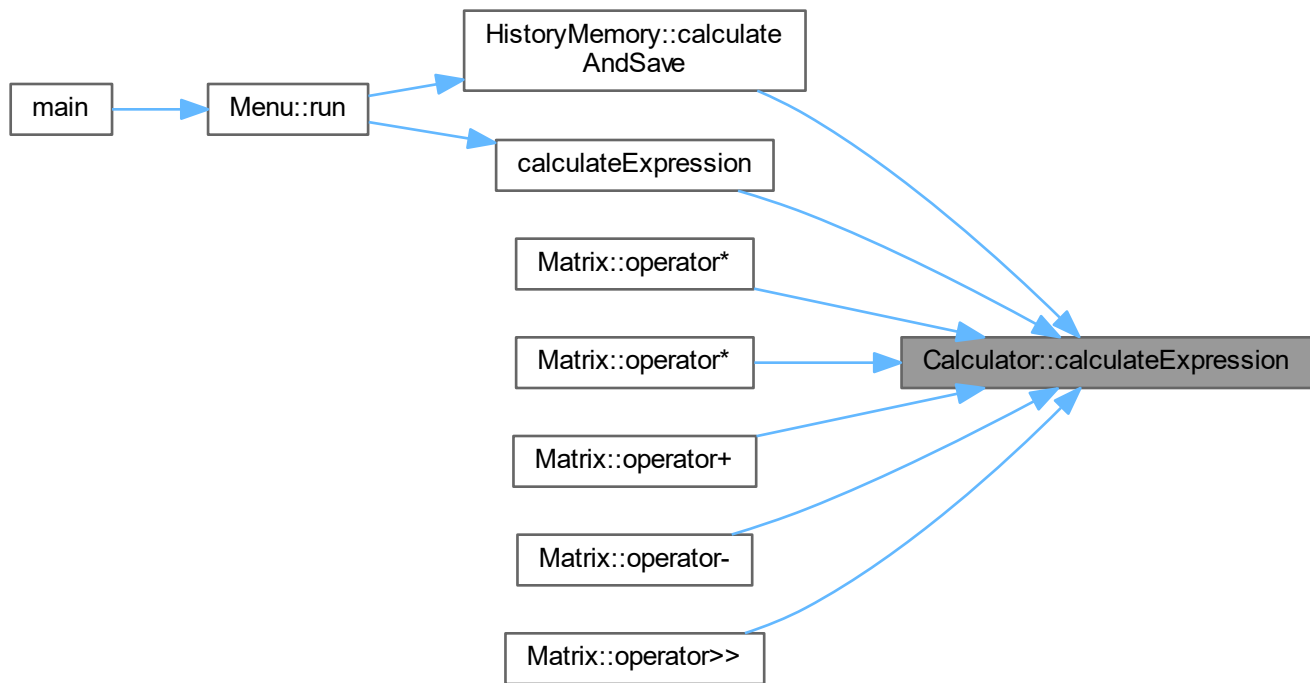 HistoryMemory::calculate
AndSave
main
Menu::run
calculateExpression
Matrix::operator*
Matrix::operator*
Calculator::calculateExpression
Matrix::operator+
Matrix::operator-
Matrix::operator>>